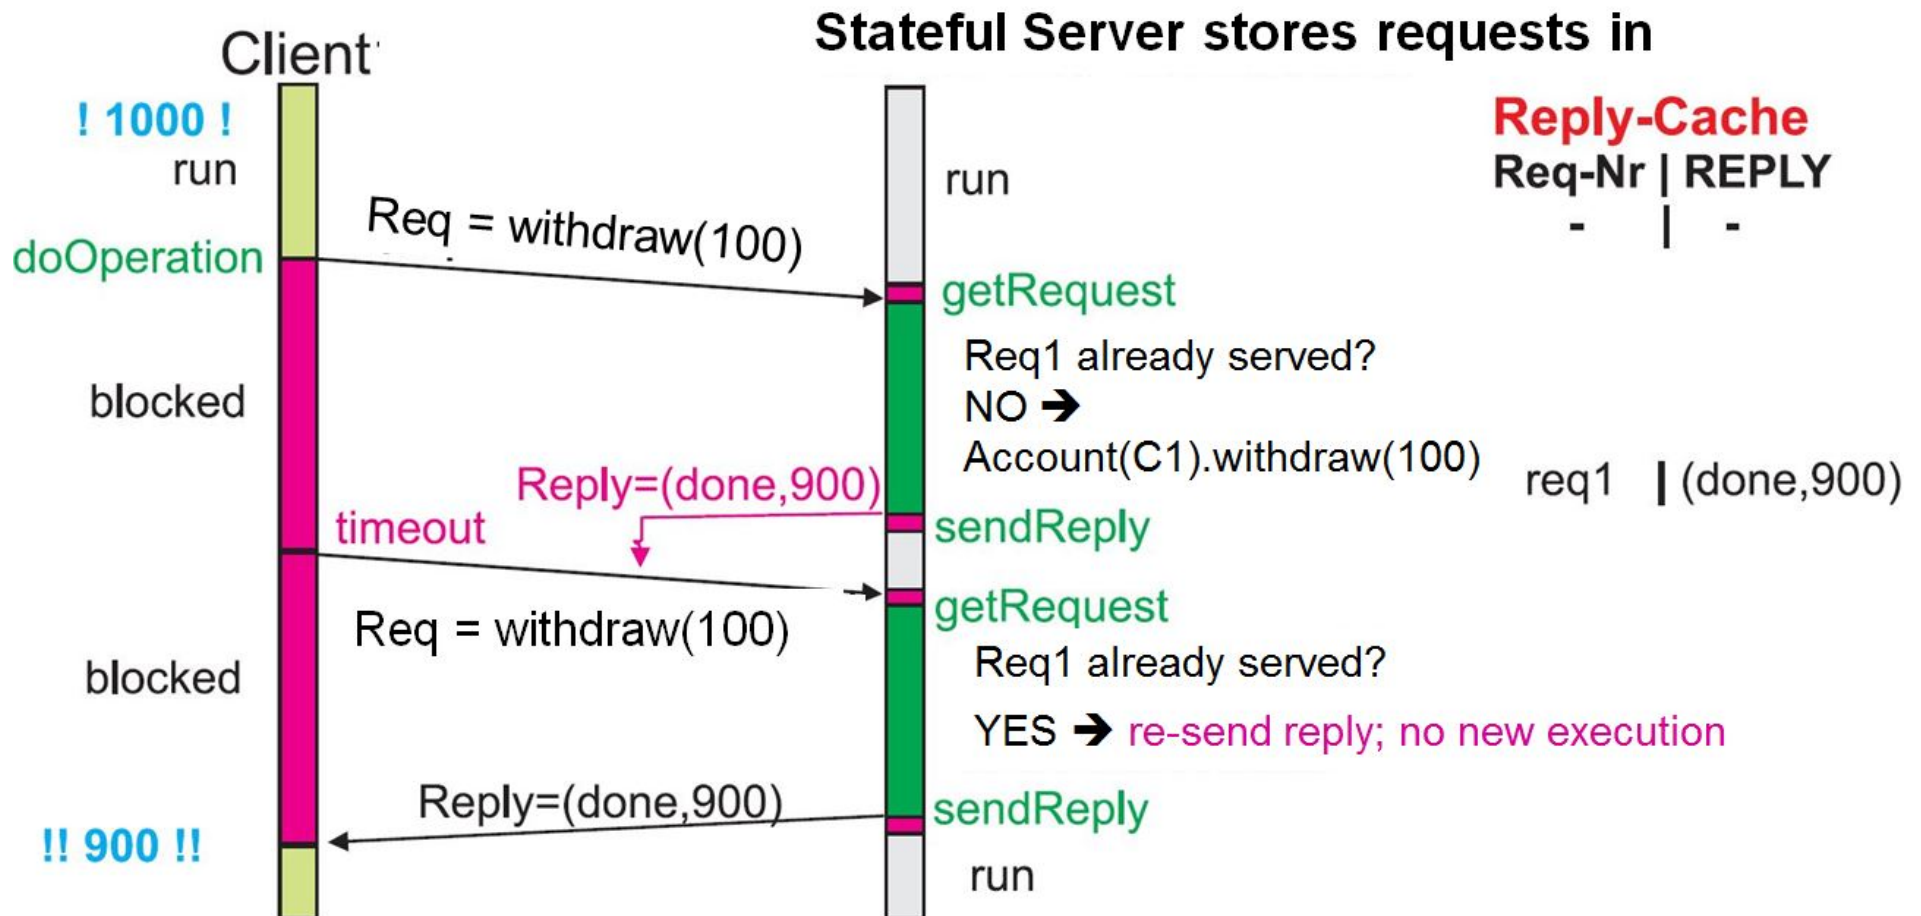 Stateful Server stores requests in
Client
! 1000 !
run
run
Reply-Cache
Req-Nr | REPLY
- | -
Req = withdraw(100)
doOperation
getRequest
Req1 already served?
NO ➔
Account(C1).withdraw(100)
blocked
req1 | (done,900)
Reply=(done,900)
timeout
sendReply
getRequest
Req = withdraw(100)
Req1 already served?
blocked
YES ➔ re-send reply; no new execution
Reply=(done,900)
sendReply
!! 900 !!
run